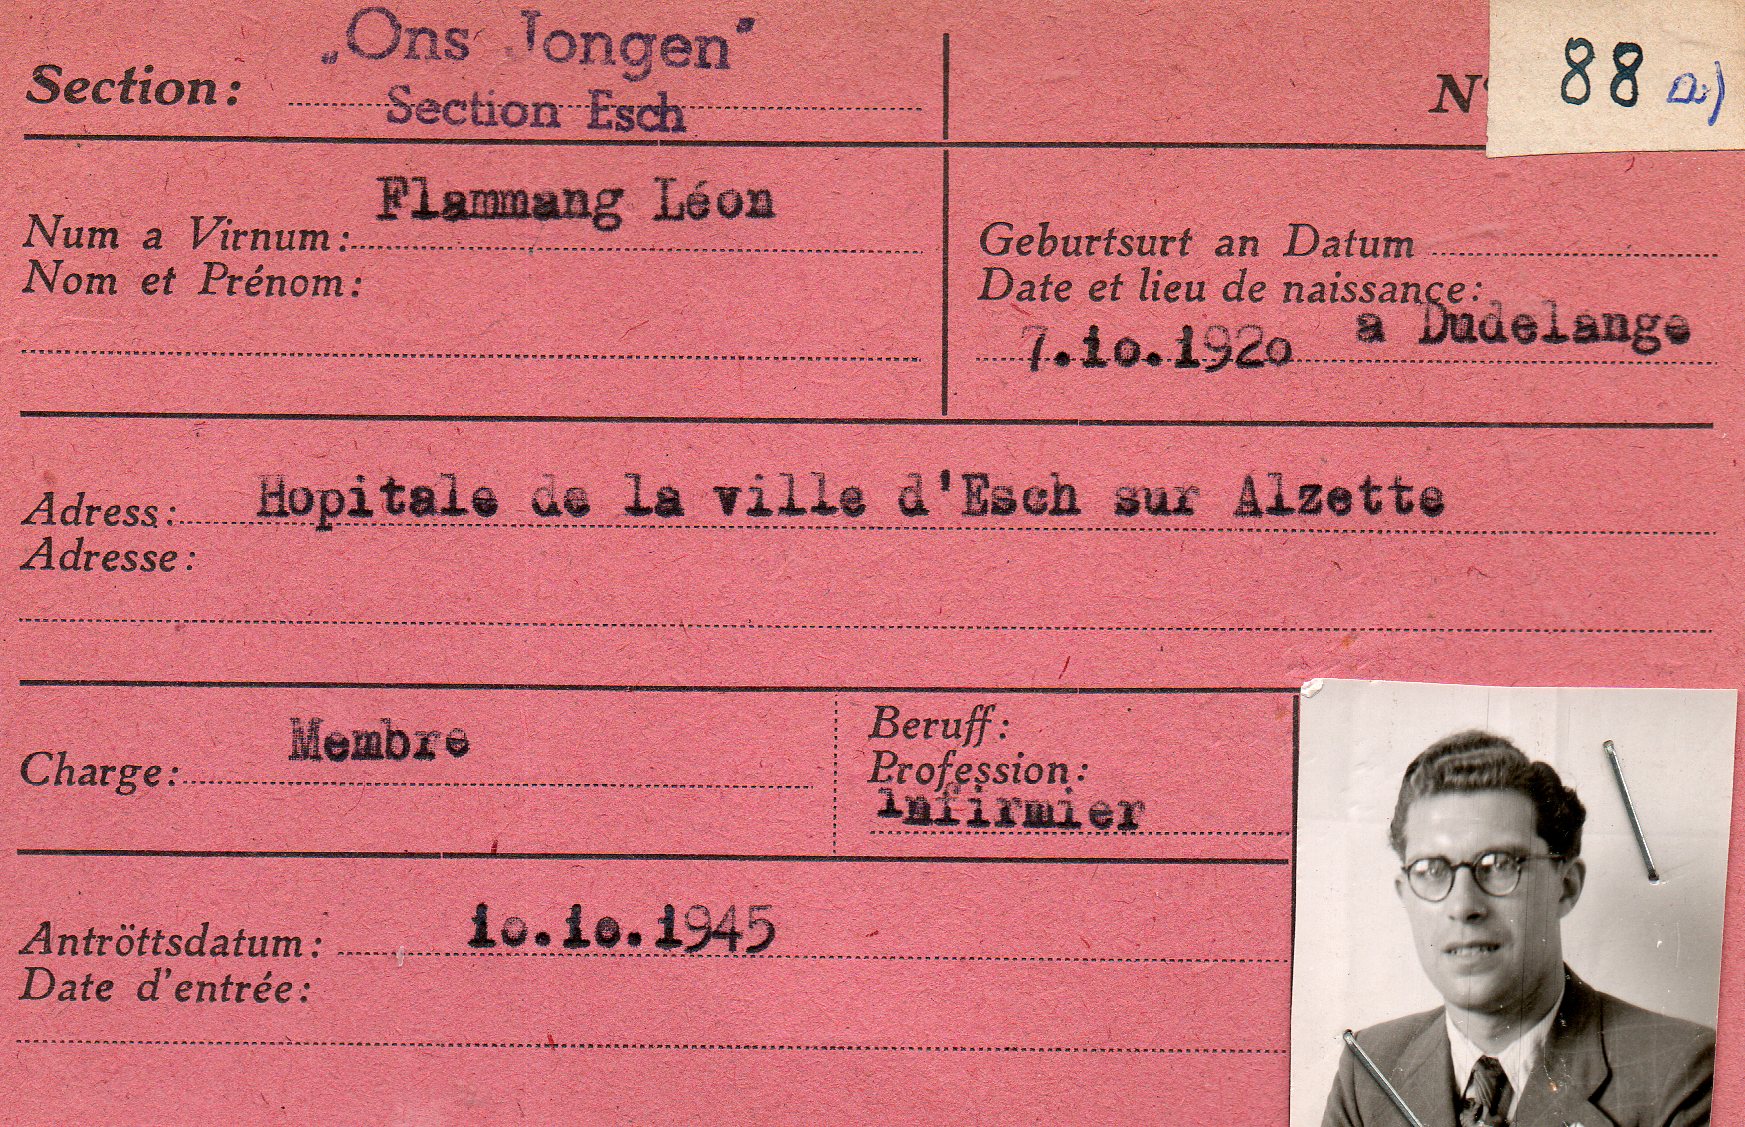 „Ons Jongen"
Section: Section Esch
N° 88
Flammang Léon
Num a Virnum:
Nom et Prénom:
Geburtsurt an Datum
Date et lieu de naissance:
7.10.1920 a Dudelange
Adress: Hopitale de la ville d'Esch sur Alzette
Adresse:
Charge: Membre
Beruff:
Profession:
infirmier
Antröttsdatum: 10.10.1945
Date d'entrée: